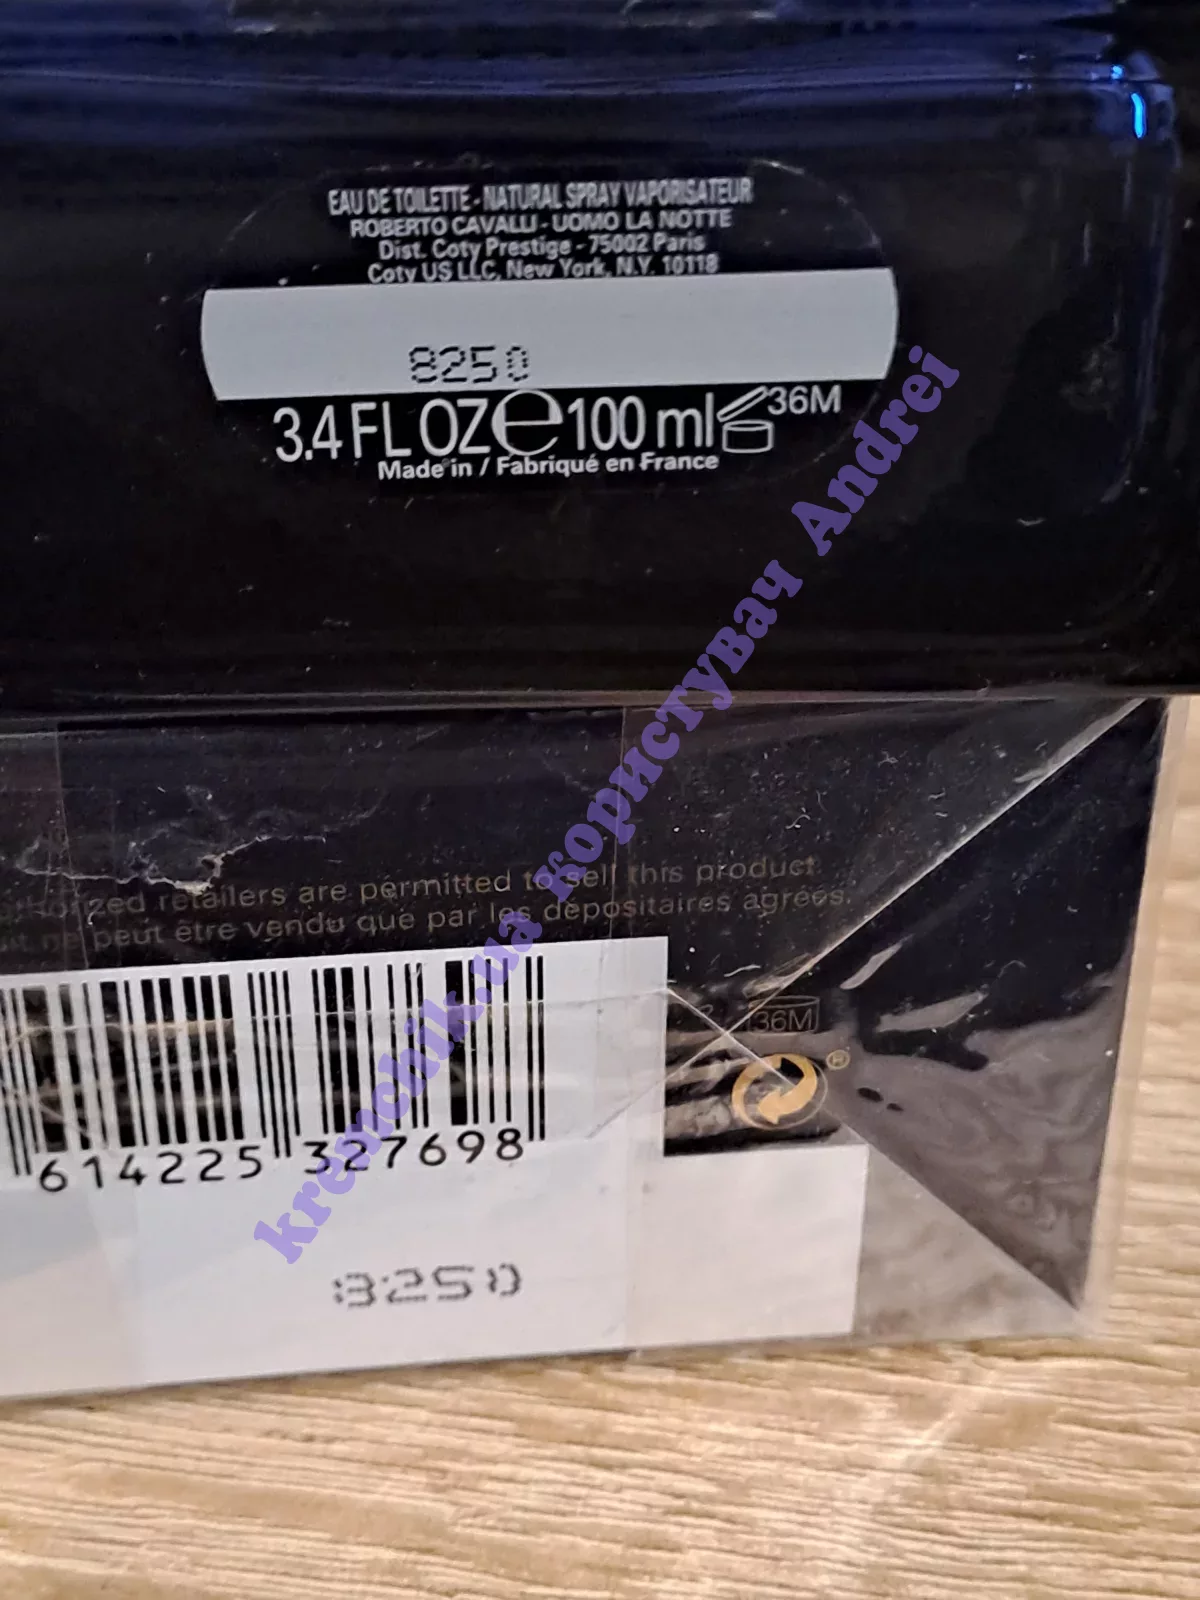 EAU DE TOILETTE - NATURAL SPRAY VAPORISATEUR
ROBERTO CAVALLI - UOMO LA NOTTE
Dist. Coty Prestige - 75002 Paris
Coty US LLC, New York, N.Y. 10118
8250
3.4 FL OZ e 100 ml 36M
Made in / Fabriqué en France
retailers are permitted to sell this product
ne peut être vendu que par les dépositaires agréés.
36M
®
614225 327698
8250
kremchik.ua користувач Andrei